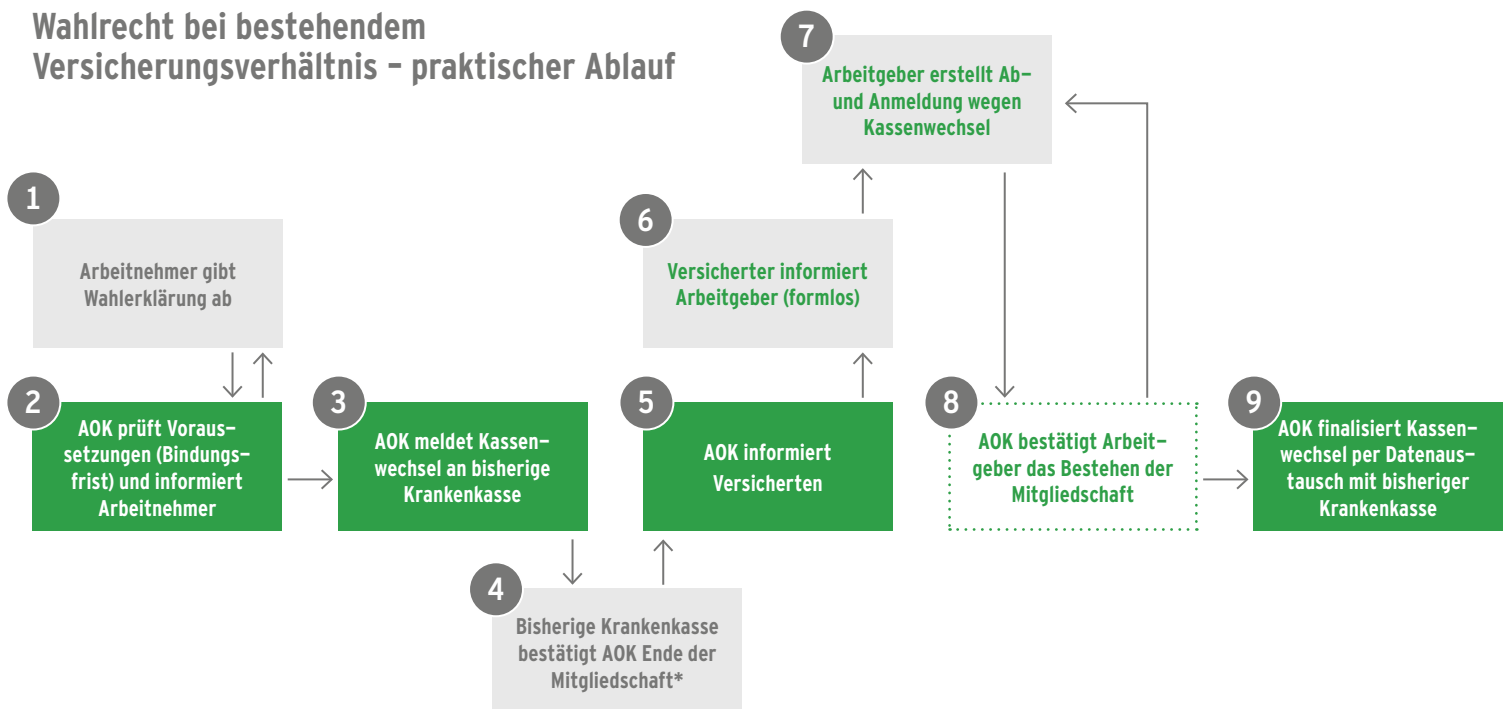 Wahlrecht bei bestehendem
Versicherungsverhältnis – praktischer Ablauf
1
Arbeitnehmer gibt
Wahlerklärung ab
2
AOK prüft Voraus–
setzungen (Bindungs–
frist) und informiert
Arbeitnehmer
3
AOK meldet Kassen–
wechsel an bisherige
Krankenkasse
4
Bisherige Krankenkasse
bestätigt AOK Ende der
Mitgliedschaft*
5
AOK informiert
Versicherten
6
Versicherter informiert
Arbeitgeber (formlos)
7
Arbeitgeber erstellt Ab–
und Anmeldung wegen
Kassenwechsel
8
AOK bestätigt Arbeit–
geber das Bestehen der
Mitgliedschaft
9
AOK finalisiert Kassen–
wechsel per Datenaus–
tausch mit bisheriger
Krankenkasse